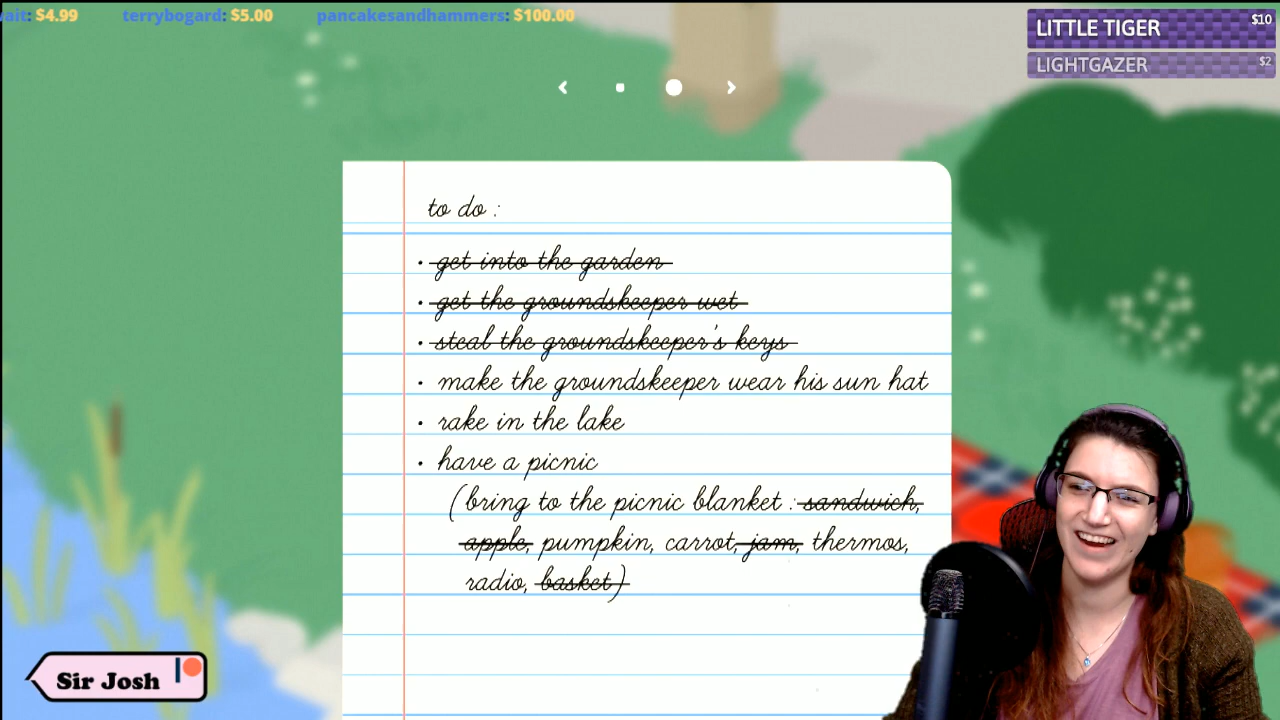 ait: $4.99 terrybogard: $5.00 pancakesandhammers: $100.00
LITTLE TIGER $10
LIGHTGAZER $2
to do :
• get into the garden
• get the groundskeeper wet
• steal the groundskeeper's keys
• make the groundskeeper wear his sun hat
• rake in the lake
• have a picnic
(bring to the picnic blanket : sandwich,
apple, pumpkin, carrot, jam, thermos,
radio, basket)
Sir Josh